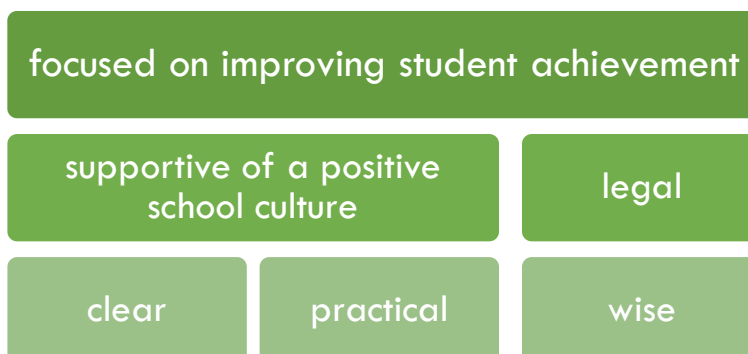 focused on improving student achievement
supportive of a positive
school culture
legal
clear
practical
wise